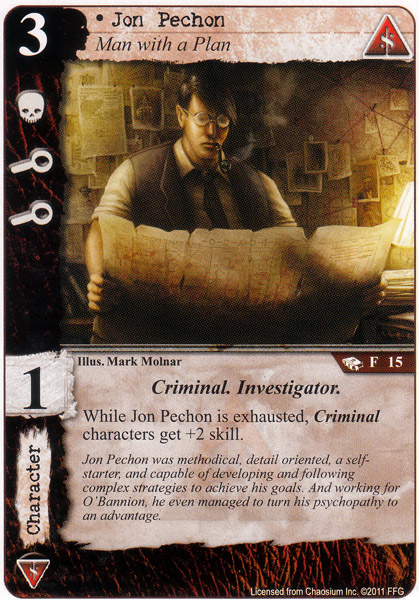 3
• Jon Pechon
Man with a Plan
Illus. Mark Molnar
F 15
1
Character
Criminal. Investigator.
While Jon Pechon is exhausted, Criminal
characters get +2 skill.
Jon Pechon was methodical, detail oriented, a self-
starter, and capable of developing and following
complex strategies to achieve his goals. And working for
O'Bannion, he even managed to turn his psychopathy to
an advantage.
Licensed from Chaosium Inc. ©2011 FFG